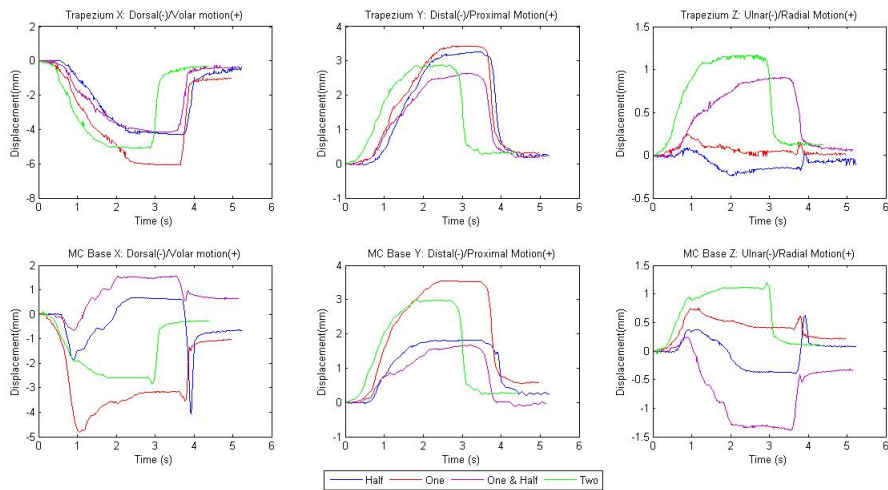 Trapezium X: Dorsal(-)/Volar motion(+)
Displacement(mm)
2
0
-2
-4
-6
-8
0 1 2 3 4 5 6
Time (s)
Trapezium Y: Distal(-)/Proximal Motion(+)
Displacement(mm)
4
3
2
1
0
-1
0 1 2 3 4 5 6
Time (s)
Trapezium Z: Ulnar(-)/Radial Motion(+)
Displacement(mm)
1.5
1
0.5
0
-0.5
0 1 2 3 4 5 6
Time (s)
MC Base X: Dorsal(-)/Volar motion(+)
Displacement(mm)
2
1
0
-1
-2
-3
-4
-5
0 1 2 3 4 5 6
Time (s)
MC Base Y: Distal(-)/Proximal Motion(+)
Displacement(mm)
4
3
2
1
0
-1
0 1 2 3 4 5 6
Time (s)
MC Base Z: Ulnar(-)/Radial Motion(+)
Displacement(mm)
1.5
1
0.5
0
-0.5
-1
-1.5
0 1 2 3 4 5 6
Time (s)
Half One One & Half Two